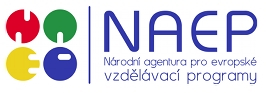 NAEP
Národní agentura pro evropské
vzdělávací programy